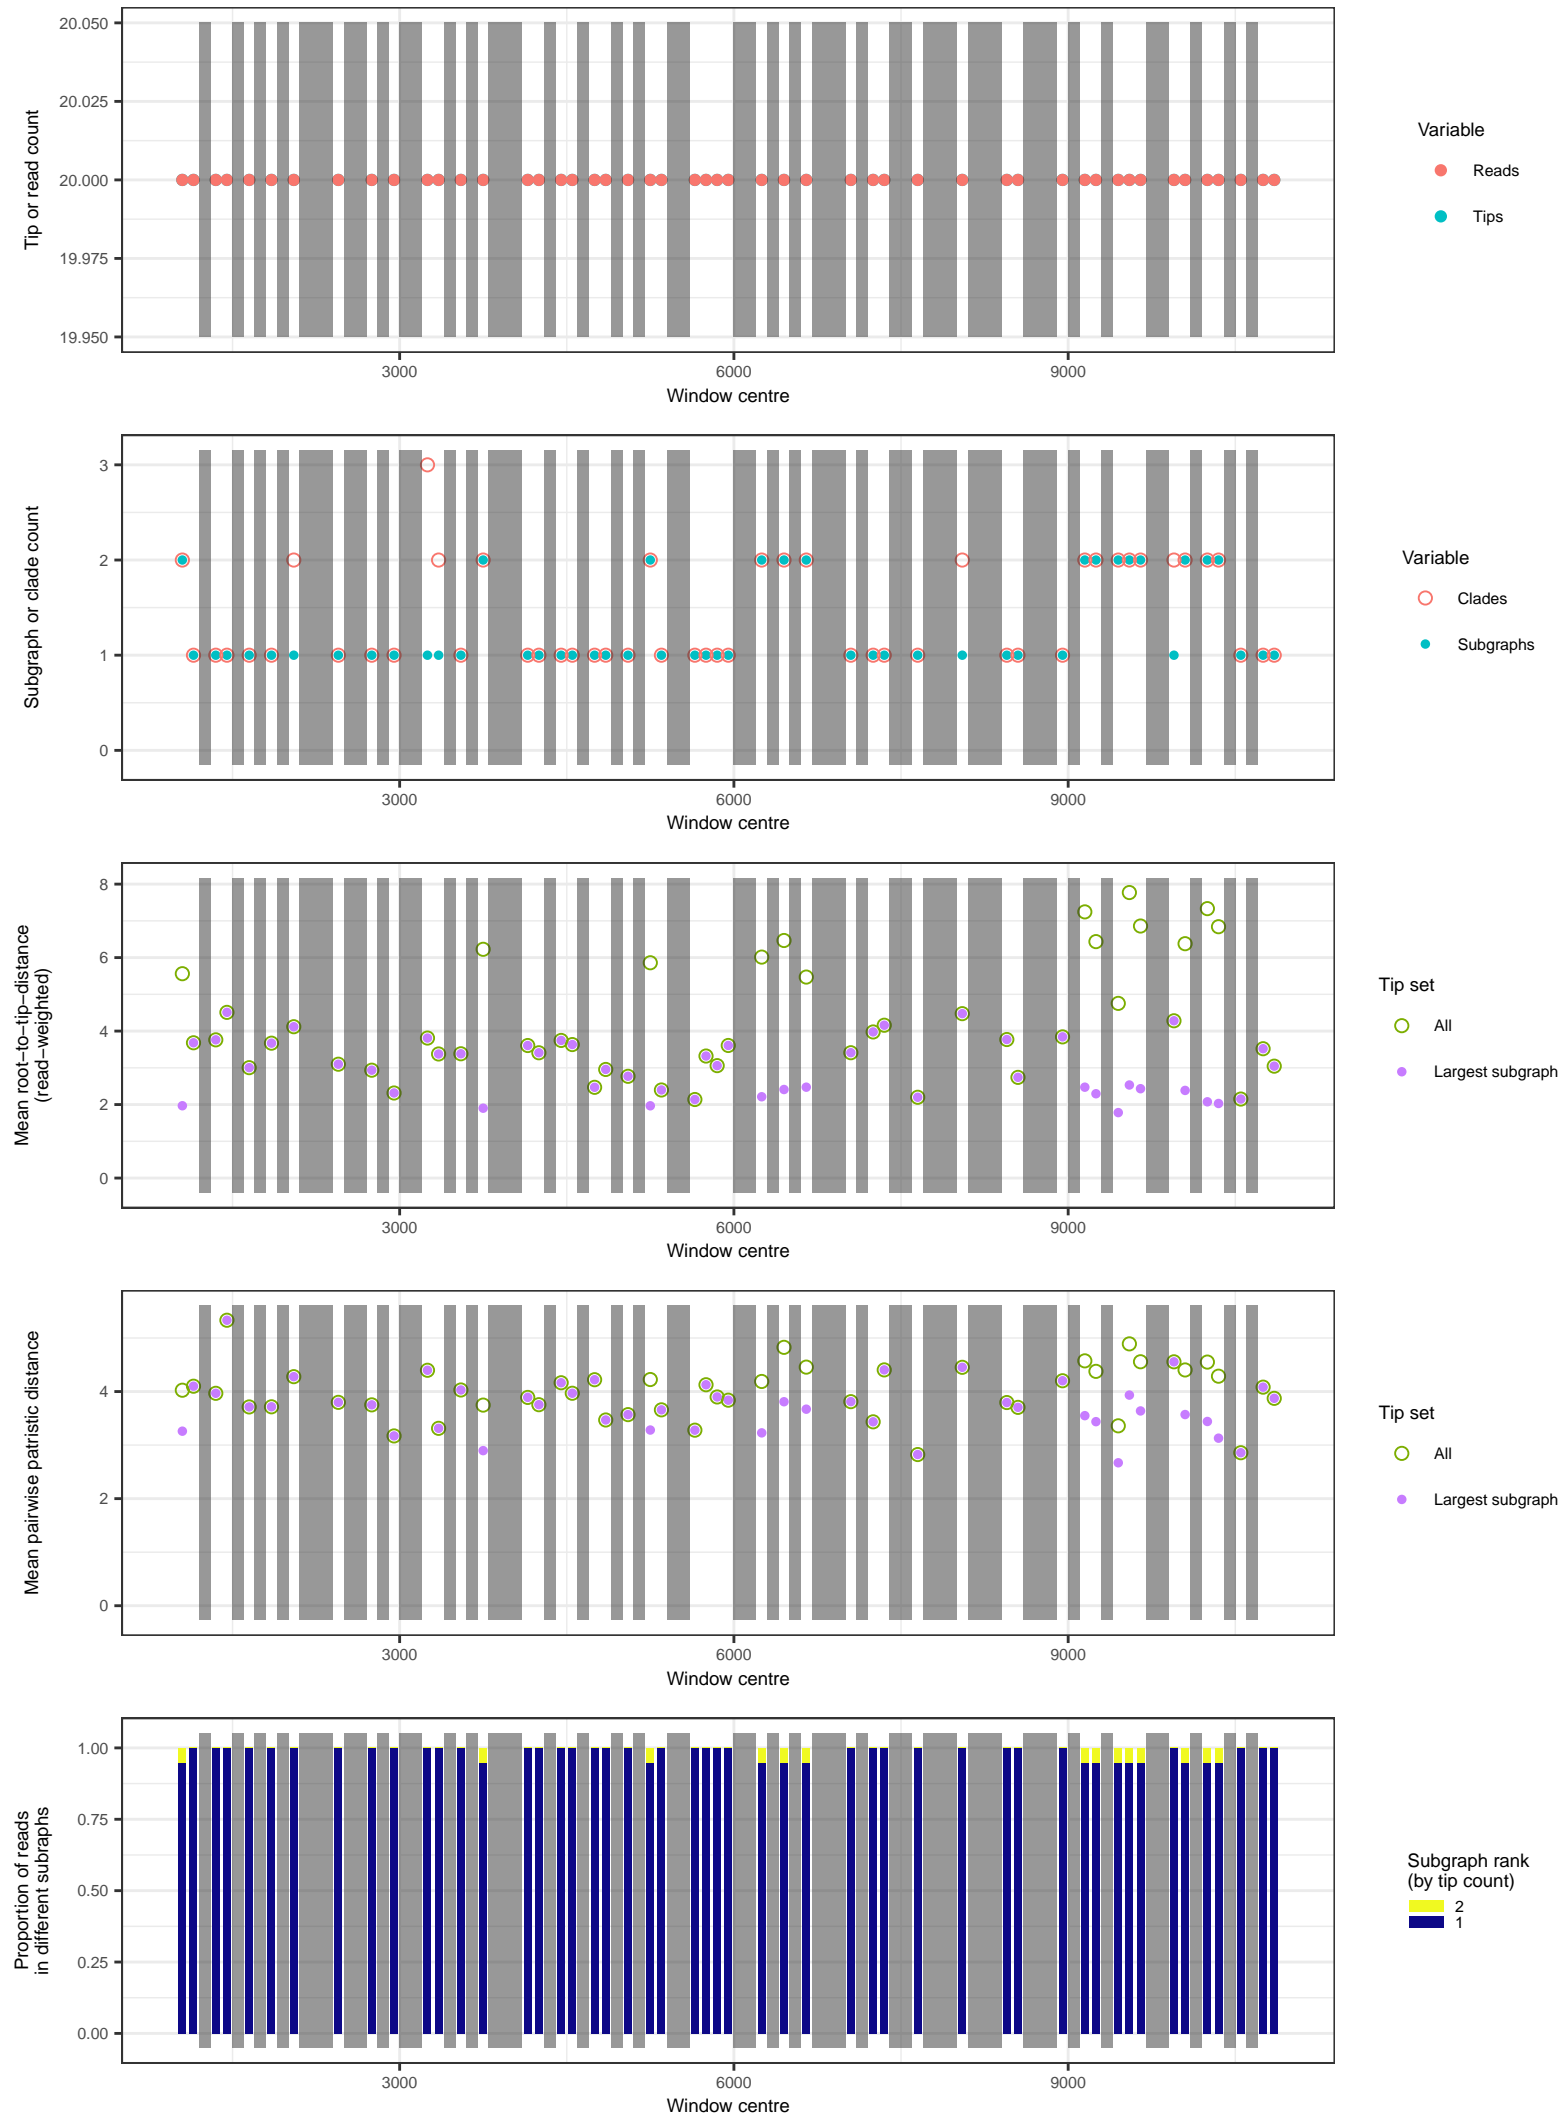 20.050
20.025
20.000
19.975
19.950
Tip or read count
3000
6000
9000
Window centre
Variable
Reads
Tips
3
2
1
0
Subgraph or clade count
3000
6000
9000
Window centre
Variable
Clades
Subgraphs
8
6
4
2
0
Mean root−to−tip−distance
(read−weighted)
3000
6000
9000
Window centre
Tip set
All
Largest subgraph
4
2
0
Mean pairwise patristic distance
3000
6000
9000
Window centre
Tip set
All
Largest subgraph
1.00
0.75
0.50
0.25
0.00
Proportion of reads
in different subraphs
3000
6000
9000
Window centre
Subgraph rank
(by tip count)
2
1